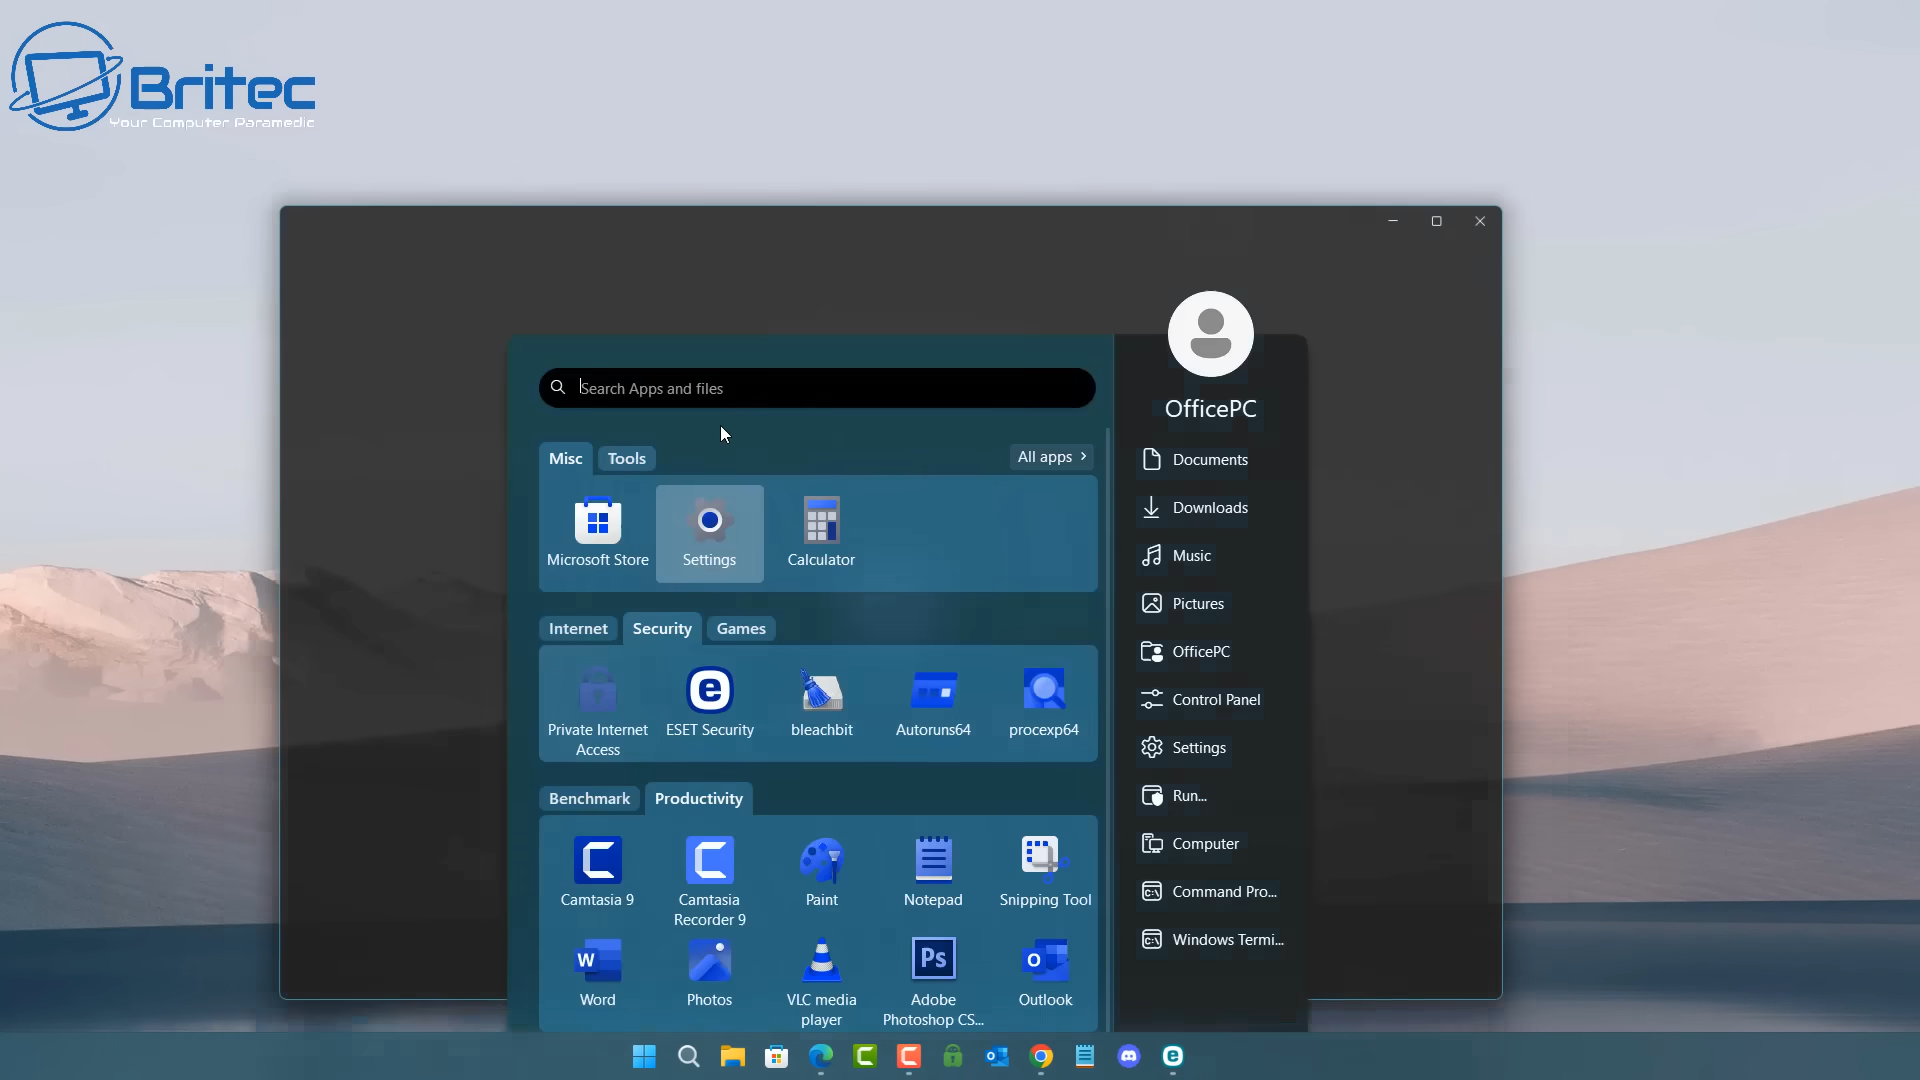 Britec
Your Computer Paramedic
OfficePC
Search Apps and files
Misc
Tools
All apps
Microsoft Store
Settings
Calculator
Internet
Security
Games
Private Internet
Access
ESET Security
bleachbit
Autoruns64
procexp64
Benchmark
Productivity
Camtasia 9
Camtasia
Recorder 9
Paint
Notepad
Snipping Tool
W
Word
Photos
VLC media
player
Ps
Adobe
Photoshop CS...
O
Outlook
Documents
Downloads
Music
Pictures
OfficePC
Control Panel
Settings
Run...
Computer
Command Pro...
Windows Termi...